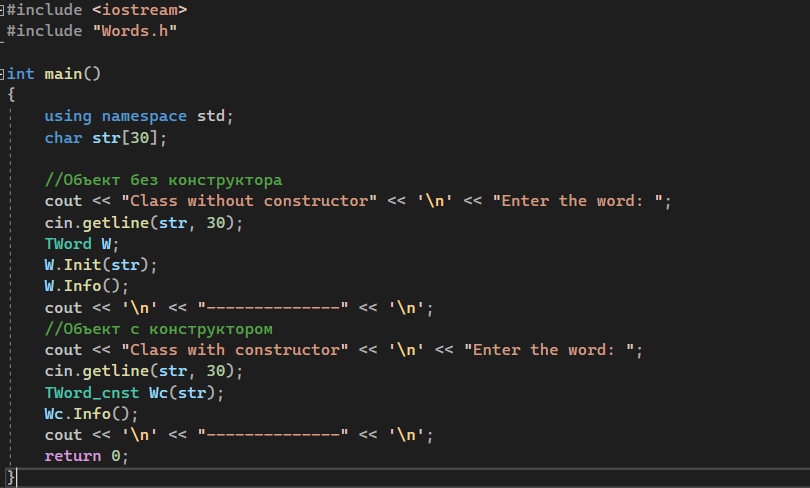 #include <iostream>
#include "Words.h"
int main()
{
using namespace std;
char str[30];
//Объект без конструктора
cout << "Class without constructor" << '\n' << "Enter the word: ";
cin.getline(str, 30);
TWord W;
W.Init(str);
W.Info();
cout << '\n' << "--------------" << '\n';
//Объект с конструктором
cout << "Class with constructor" << '\n' << "Enter the word: ";
cin.getline(str, 30);
TWord_cnst Wc(str);
Wc.Info();
cout << '\n' << "--------------" << '\n';
return 0;
}